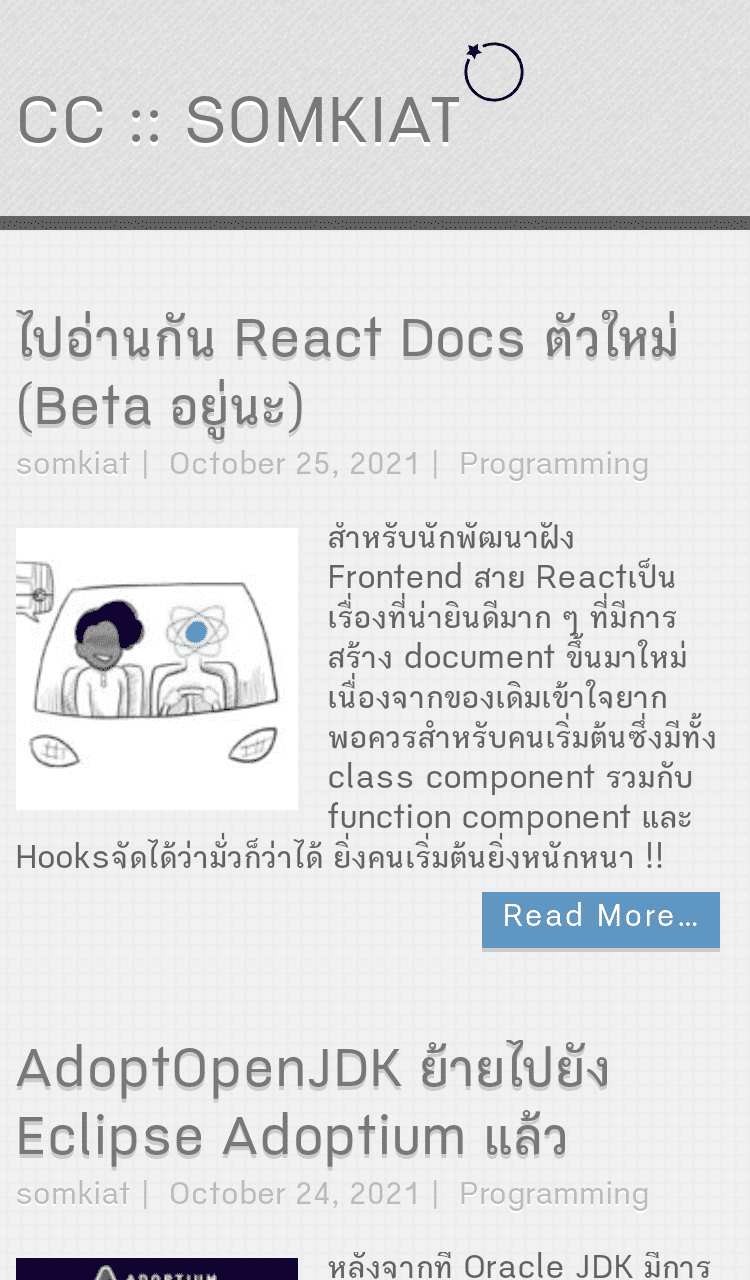 CC :: SOMKIAT
ไปอ่านกัน React Docs ตัวใหม่
(Beta อยู่นะ)
somkiat | October 25, 2021 | Programming
สำหรับนักพัฒนาฝั่ง
Frontend สาย Reactเป็น
เรื่องที่น่ายินดีมาก ๆ ที่มีการ
สร้าง document ขึ้นมาใหม่
เนื่องจากของเดิมเข้าใจยาก
พอควรสำหรับคนเริ่มต้นซึ่งมีทั้ง
class component รวมกับ
function component และ
Hooksจัดได้ว่ามั่วก็ว่าได้ ยิ่งคนเริ่มต้นยิ่งหนักหนา !!
Read More...
AdoptOpenJDK ย้ายไปยัง
Eclipse Adoptium แล้ว
somkiat | October 24, 2021 | Programming
ADOPTIUM
หลังจากที่ Oracle JDK มีการ